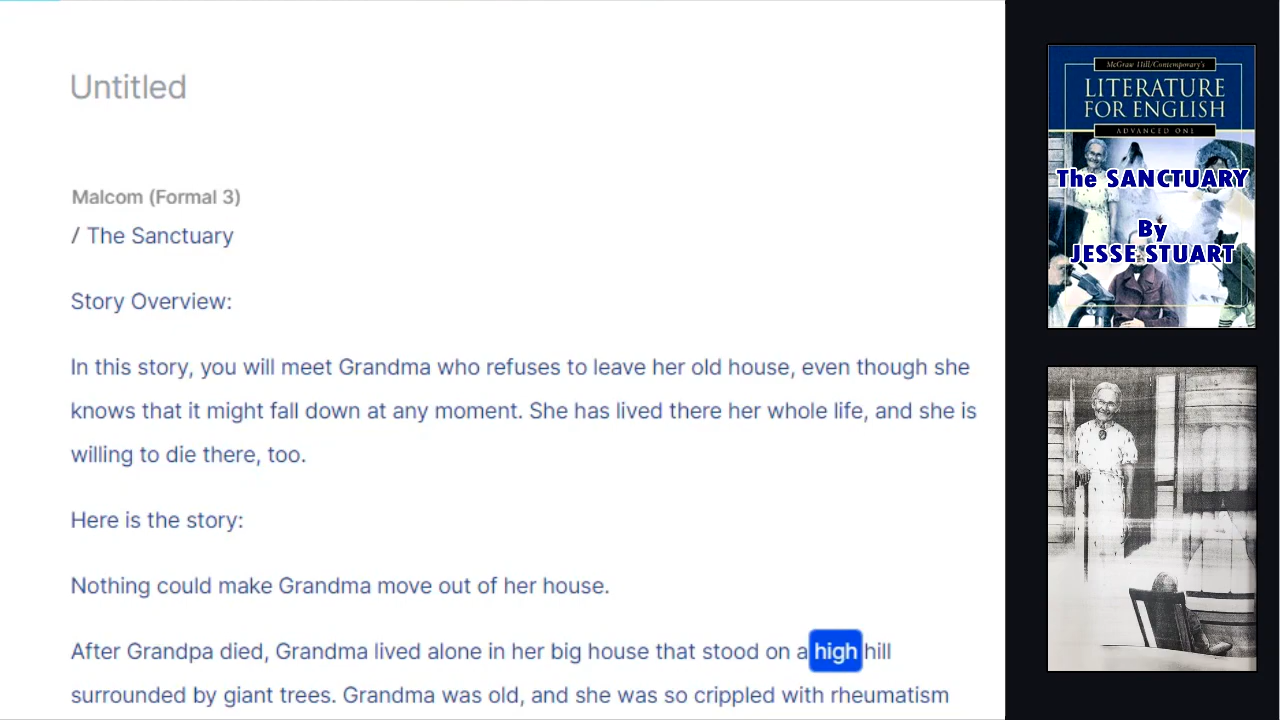 Untitled
Malcom (Formal 3)
/ The Sanctuary
Story Overview:
In this story, you will meet Grandma who refuses to leave her old house, even though she
knows that it might fall down at any moment. She has lived there her whole life, and she is
willing to die there, too.
Here is the story:
Nothing could make Grandma move out of her house.
After Grandpa died, Grandma lived alone in her big house that stood on a high hill
surrounded by giant trees. Grandma was old, and she was so crippled with rheumatism
McGraw Hill/Contemporary's
LITERATURE
FOR ENGLISH
ADVANCED ONE
The SANCTUARY
By
JESSE STUART